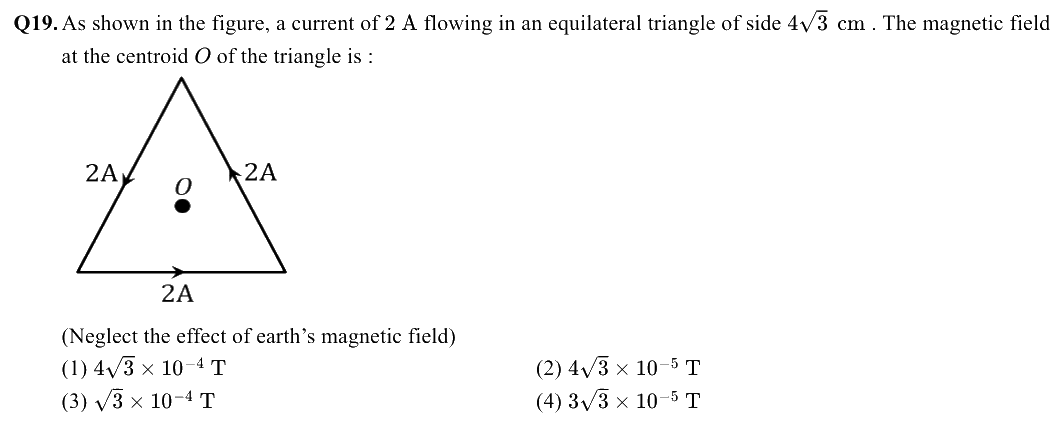 Q19. As shown in the figure, a current of 2 A flowing in an equilateral triangle of side 4√3 cm . The magnetic field
at the centroid O of the triangle is :
2A
2A
O
2A
(Neglect the effect of earth's magnetic field)
(1) 4√3 × 10⁻⁴ T
(2) 4√3 × 10⁻⁵ T
(3) √3 × 10⁻⁴ T
(4) 3√3 × 10⁻⁵ T